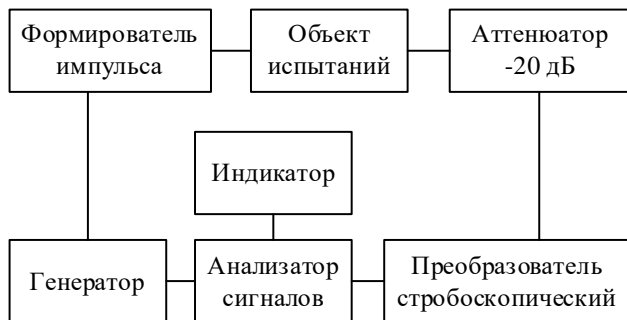 Формирователь
импульса
Объект
испытаний
Аттенюатор
-20 дБ
Индикатор
Генератор
Анализатор
сигналов
Преобразователь
стробоскопический